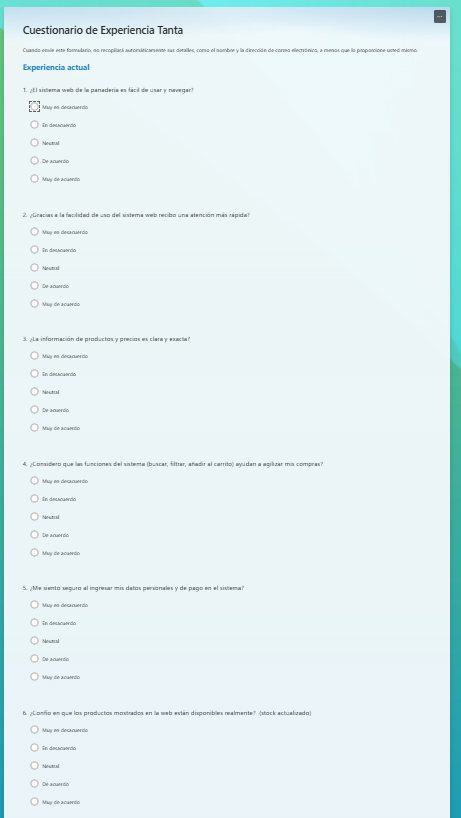 Cuestionario de Experiencia Tanta
Cuando envíe este formulario, no recopilará automáticamente sus detalles, como el nombre y la dirección de correo electrónico, a menos que lo proporcione usted mismo.
Experiencia actual
1. ¿El sistema web de la panadería es fácil de usar y navegar?
Muy en desacuerdo
En desacuerdo
Neutral
De acuerdo
Muy de acuerdo
2. ¿Gracias a la facilidad de uso del sistema web recibo una atención más rápida?
Muy en desacuerdo
En desacuerdo
Neutral
De acuerdo
Muy de acuerdo
3. ¿La información de productos y precios es clara y exacta?
Muy en desacuerdo
En desacuerdo
Neutral
De acuerdo
Muy de acuerdo
4. ¿Considero que las funciones del sistema (buscar, filtrar, añadir al carrito) ayudan a agilizar mis compras?
Muy en desacuerdo
En desacuerdo
Neutral
De acuerdo
Muy de acuerdo
5. ¿Me siento seguro al ingresar mis datos personales y de pago en el sistema?
Muy en desacuerdo
En desacuerdo
Neutral
De acuerdo
Muy de acuerdo
6. ¿Confío en que los productos mostrados en la web están disponibles realmente? (stock actualizado)
Muy en desacuerdo
En desacuerdo
Neutral
De acuerdo
Muy de acuerdo